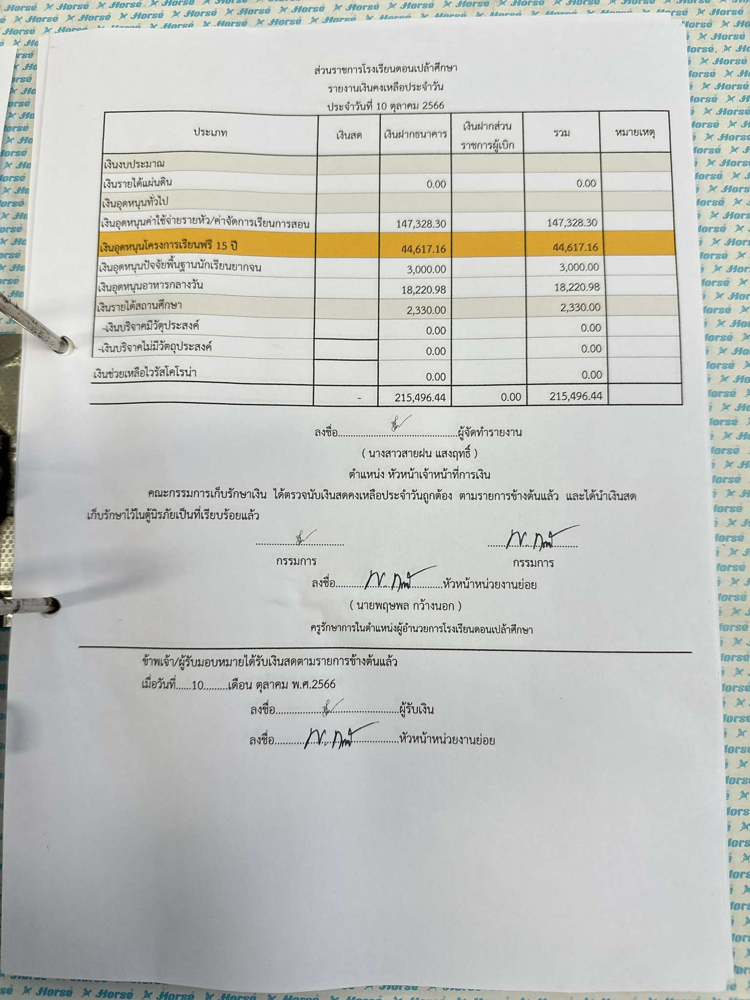 ส่วนราชการโรงเรียนดอนเปล้าศึกษา
รายงานเงินคงเหลือประจำวัน
ประจำวันที่ 10 ตุลาคม 2566
ประเภท เงินสด เงินฝากธนาคาร เงินฝากส่วนราชการผู้เบิก รวม หมายเหตุ
เงินงบประมาณ
เงินรายได้แผ่นดิน 0.00 0.00
เงินอุดหนุนทั่วไป
เงินอุดหนุนค่าใช้จ่ายรายหัว/ค่าจัดการเรียนการสอน 147,328.30 147,328.30
เงินอุดหนุนโครงการเรียนฟรี 15 ปี 44,617.16 44,617.16
เงินอุดหนุนปัจจัยพื้นฐานนักเรียนยากจน 3,000.00 3,000.00
เงินอุดหนุนอาหารกลางวัน 18,220.98 18,220.98
เงินรายได้สถานศึกษา 2,330.00 2,330.00
-เงินบริจาคมีวัตุประสงค์ 0.00 0.00
-เงินบริจาคไม่มีวัตถุประสงค์ 0.00 0.00
เงินช่วยเหลือไวรัสโคโรน่า 0.00 0.00
- 215,496.44 0.00 215,496.44
ลงชื่อ............................................ผู้จัดทำรายงาน
( นางสาวสายฝน แสงฤทธิ์ )
ตำแหน่ง หัวหน้าเจ้าหน้าที่การเงิน
คณะกรรมการเก็บรักษาเงิน ได้ตรวจนับเงินสดคงเหลือประจำวันถูกต้อง ตามรายการข้างต้นแล้ว และได้นำเงินสด
เก็บรักษาไว้ในตู้นิรภัยเป็นที่เรียบร้อยแล้ว
กรรมการ กรรมการ
ลงชื่อ.......................................หัวหน้าหน่วยงานย่อย
( นายพฤษพล กว้างนอก )
ครูรักษาการในตำแหน่งผู้อำนวยการโรงเรียนดอนเปล้าศึกษา
ข้าพเจ้า/ผู้รับมอบหมายได้รับเงินสดตามรายการข้างต้นแล้ว
เมื่อวันที่......10.........เดือน ตุลาคม พ.ศ.2566
ลงชื่อ.............................................ผู้รับเงิน
ลงชื่อ.............................................หัวหน้าหน่วยงานย่อย
Horse